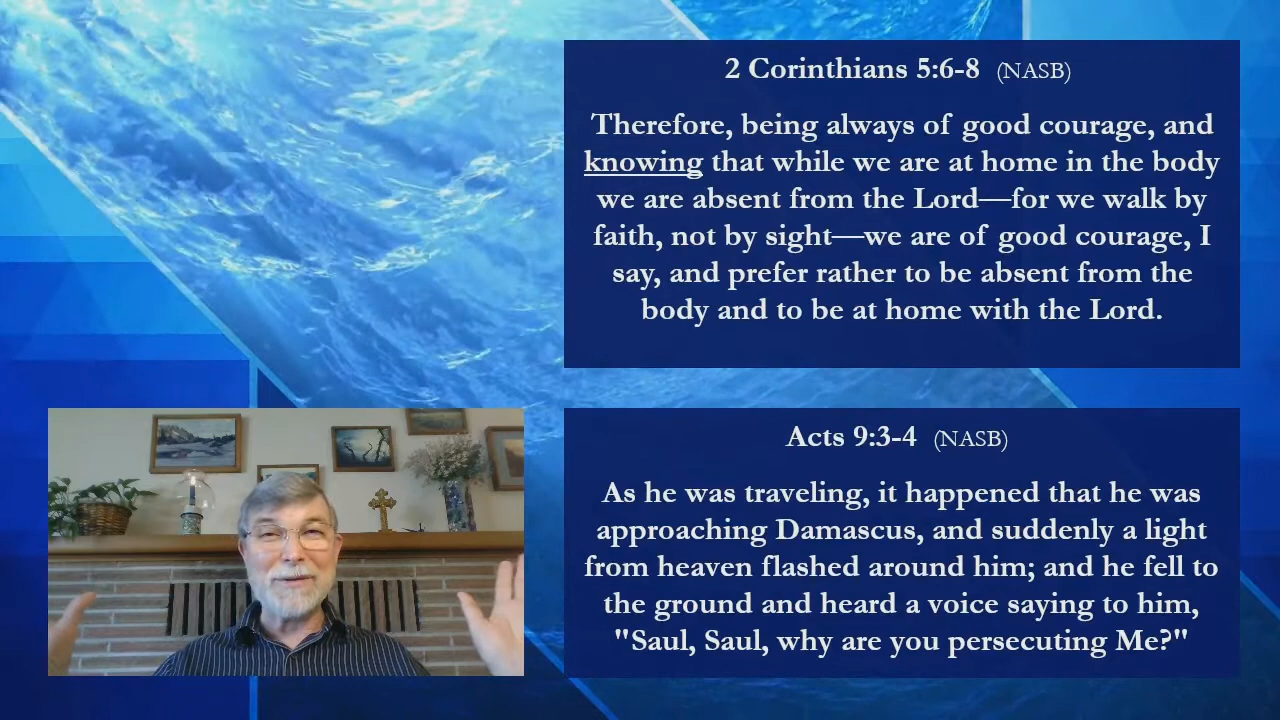 2 Corinthians 5:6-8 (NASB)
Therefore, being always of good courage, and
knowing that while we are at home in the body
we are absent from the Lord—for we walk by
faith, not by sight—we are of good courage, I
say, and prefer rather to be absent from the
body and to be at home with the Lord.
Acts 9:3-4 (NASB)
As he was traveling, it happened that he was
approaching Damascus, and suddenly a light
from heaven flashed around him; and he fell to
the ground and heard a voice saying to him,
"Saul, Saul, why are you persecuting Me?"